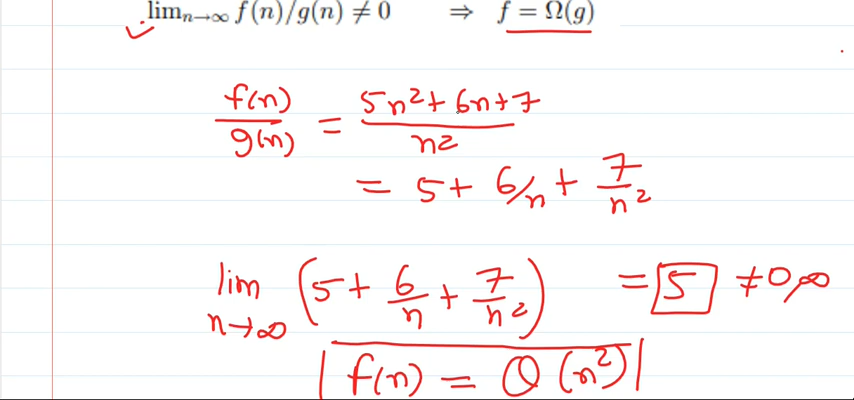 lim_{n→∞} f(n)/g(n) ≠ 0 ⇒ f = Ω(g)
f(n)/g(n) = (5n²+6n+7)/n²
= 5 + 6/n + 7/n²
lim_{n→∞} (5 + 6/n + 7/n²) = 5 ≠ 0,∞
f(n) = Θ(n²)